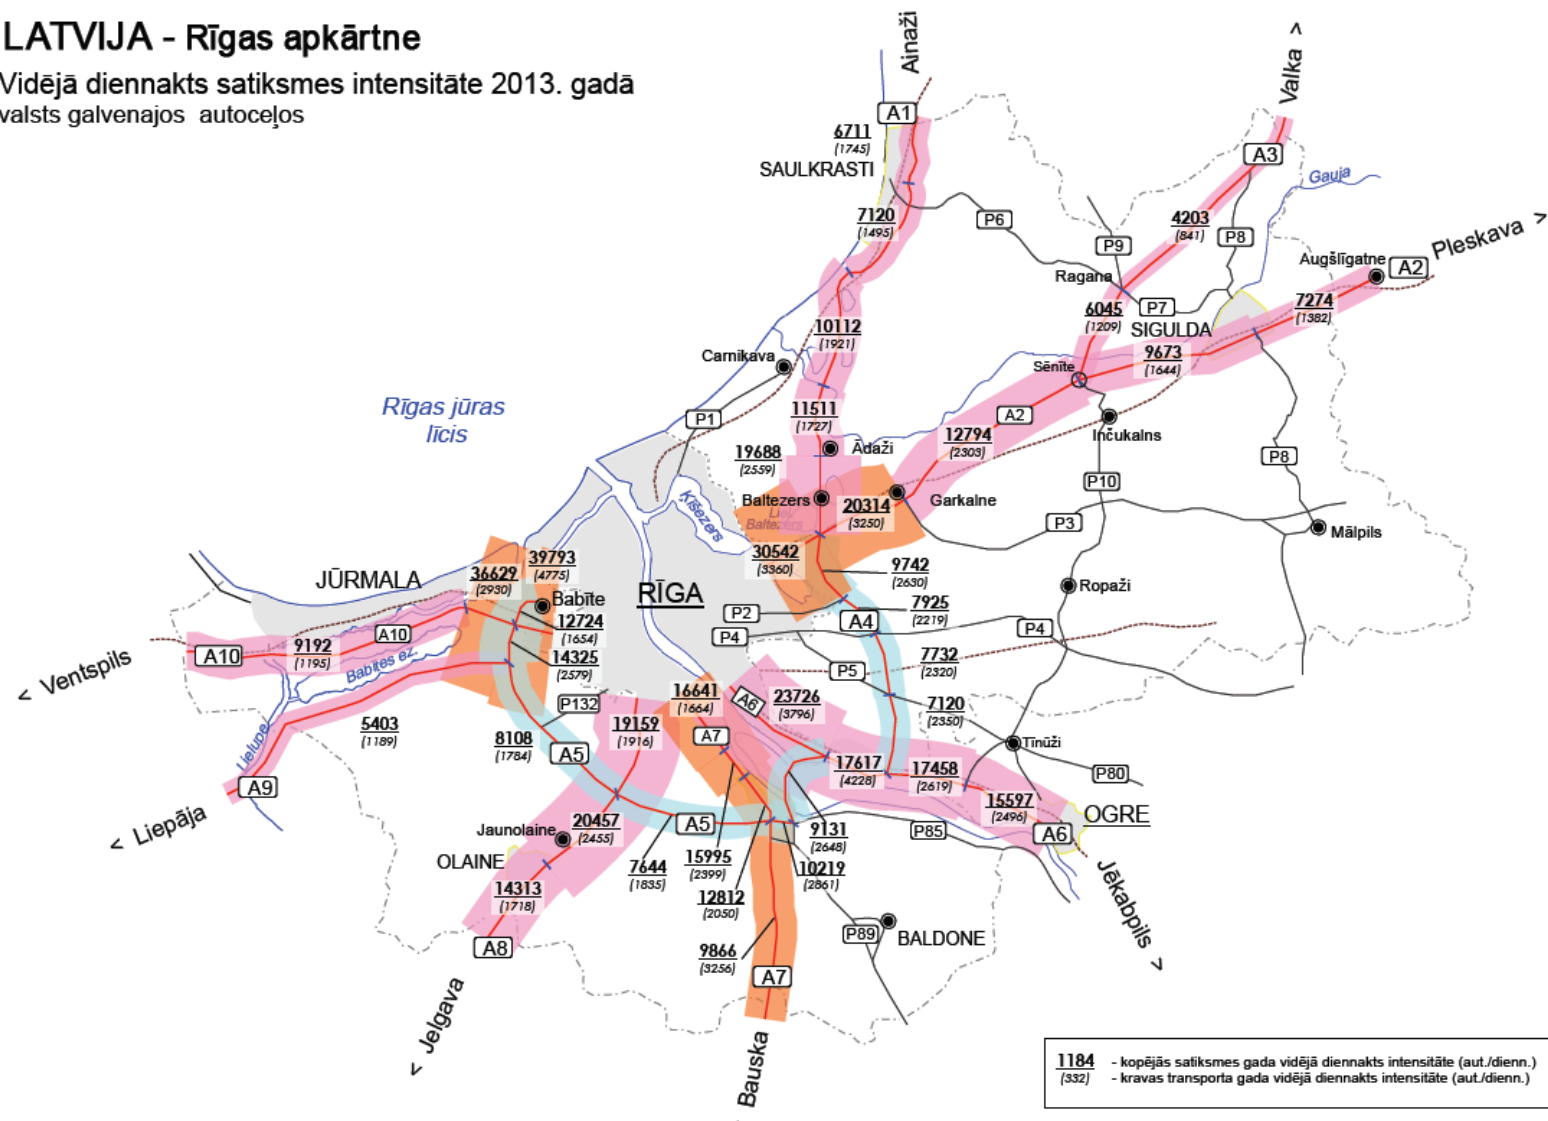 LATVIJA - Rīgas apkārtne
Vidējā diennakts satiksmes intensitāte 2013. gadā
valsts galvenajos autoceļos
Ainaži
Valka >
A1
6711
(1745)
SAULKRASTI
A3
Gauja
7120
(1495)
P6
4203
(841)
P9
P8
Pleskava >
Augšlīgatne
A2
Ragana
P7
6045
(1209)
SIGULDA
7274
(1382)
10112
(1921)
Carnikava
9673
(1644)
Sēnīte
Rīgas jūras
līcis
P1
11511
(1727)
A2
Inčukalns
12794
(2303)
19688
(2559)
Ādaži
P8
P10
Ķīšezers
Baltezers
20314
(3250)
Garkalne
Liel.
Baltezers
P3
Mālpils
30542
(3360)
39793
(4775)
36629
(2930)
JŪRMALA
RĪGA
9742
(2630)
Ropaži
Babīte
7925
(2219)
P2
A4
P4
P4
12724
(1654)
A10
9192
(1195)
A10
Babītes ez.
14325
(2579)
7732
(2320)
P5
< Ventspils
P132
16641
(1664)
A6
23726
(3796)
7120
(2350)
5403
(1189)
19159
(1916)
A7
8108
(1784)
A5
Lielupe
Tīnūži
17617
(4228)
17458
(2619)
P80
A9
15597
(2496)
OGRE
< Liepāja
20457
(2455)
A5
Jaunolaine
9131
(2648)
P85
A6
OLAINE
7644
(1835)
15995
(2399)
10219
(2861)
14313
(1718)
12812
(2050)
Jēkabpils >
P89
BALDONE
A8
9866
(3256)
A7
< Jelgava
Bauska
1184 - kopējās satiksmes gada vidējā diennakts intensitāte (aut./dienn.)
(332) - kravas transporta gada vidējā diennakts intensitāte (aut./dienn.)